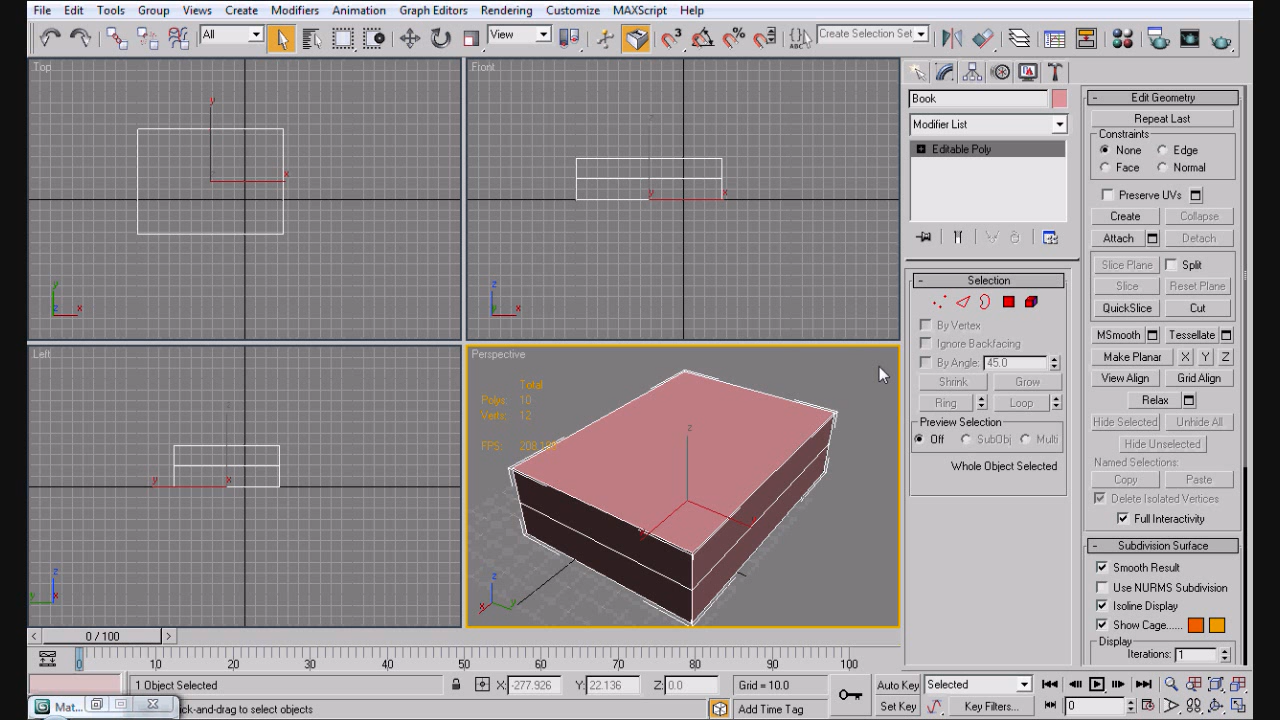 File Edit Tools Group Views Create Modifiers Animation Graph Editors Rendering Customize MAXScript Help
All View 3 % ABC Create Selection Set
Top Front
y
x
y x
z
x
z
x
Book
Modifier List
Editable Poly
Selection
By Vertex
Ignore Backfacing
By Angle: 45.0
Shrink Grow
Ring Loop
Preview Selection
Off SubObj Multi
Whole Object Selected
Edit Geometry
Repeat Last
Constraints
None Edge
Face Normal
Preserve UVs
Create Collapse
Attach Detach
Slice Plane Split
Slice Reset Plane
QuickSlice Cut
MSmooth Tessellate
Make Planar X Y Z
View Align Grid Align
Relax
Hide Selected Unhide All
Hide Unselected
Named Selections:
Copy Paste
Delete Isolated Vertices
Full Interactivity
Subdivision Surface
Smooth Result
Use NURMS Subdivision
Isoline Display
Show Cage......
Display
Iterations: 1
Left Perspective
Total
Polys: 10
Verts: 12
FPS:
z
y x
z
y x
z
x y
< 0 / 100 >
0 10 20 30 40 50 60 70 80 90 100
1 Object Selected X: -277.926 Y: 22.136 Z: 0.0 Grid = 10.0 Auto Key Selected
Mat... ck-and-drag to select objects Add Time Tag Set Key Key Filters... 0